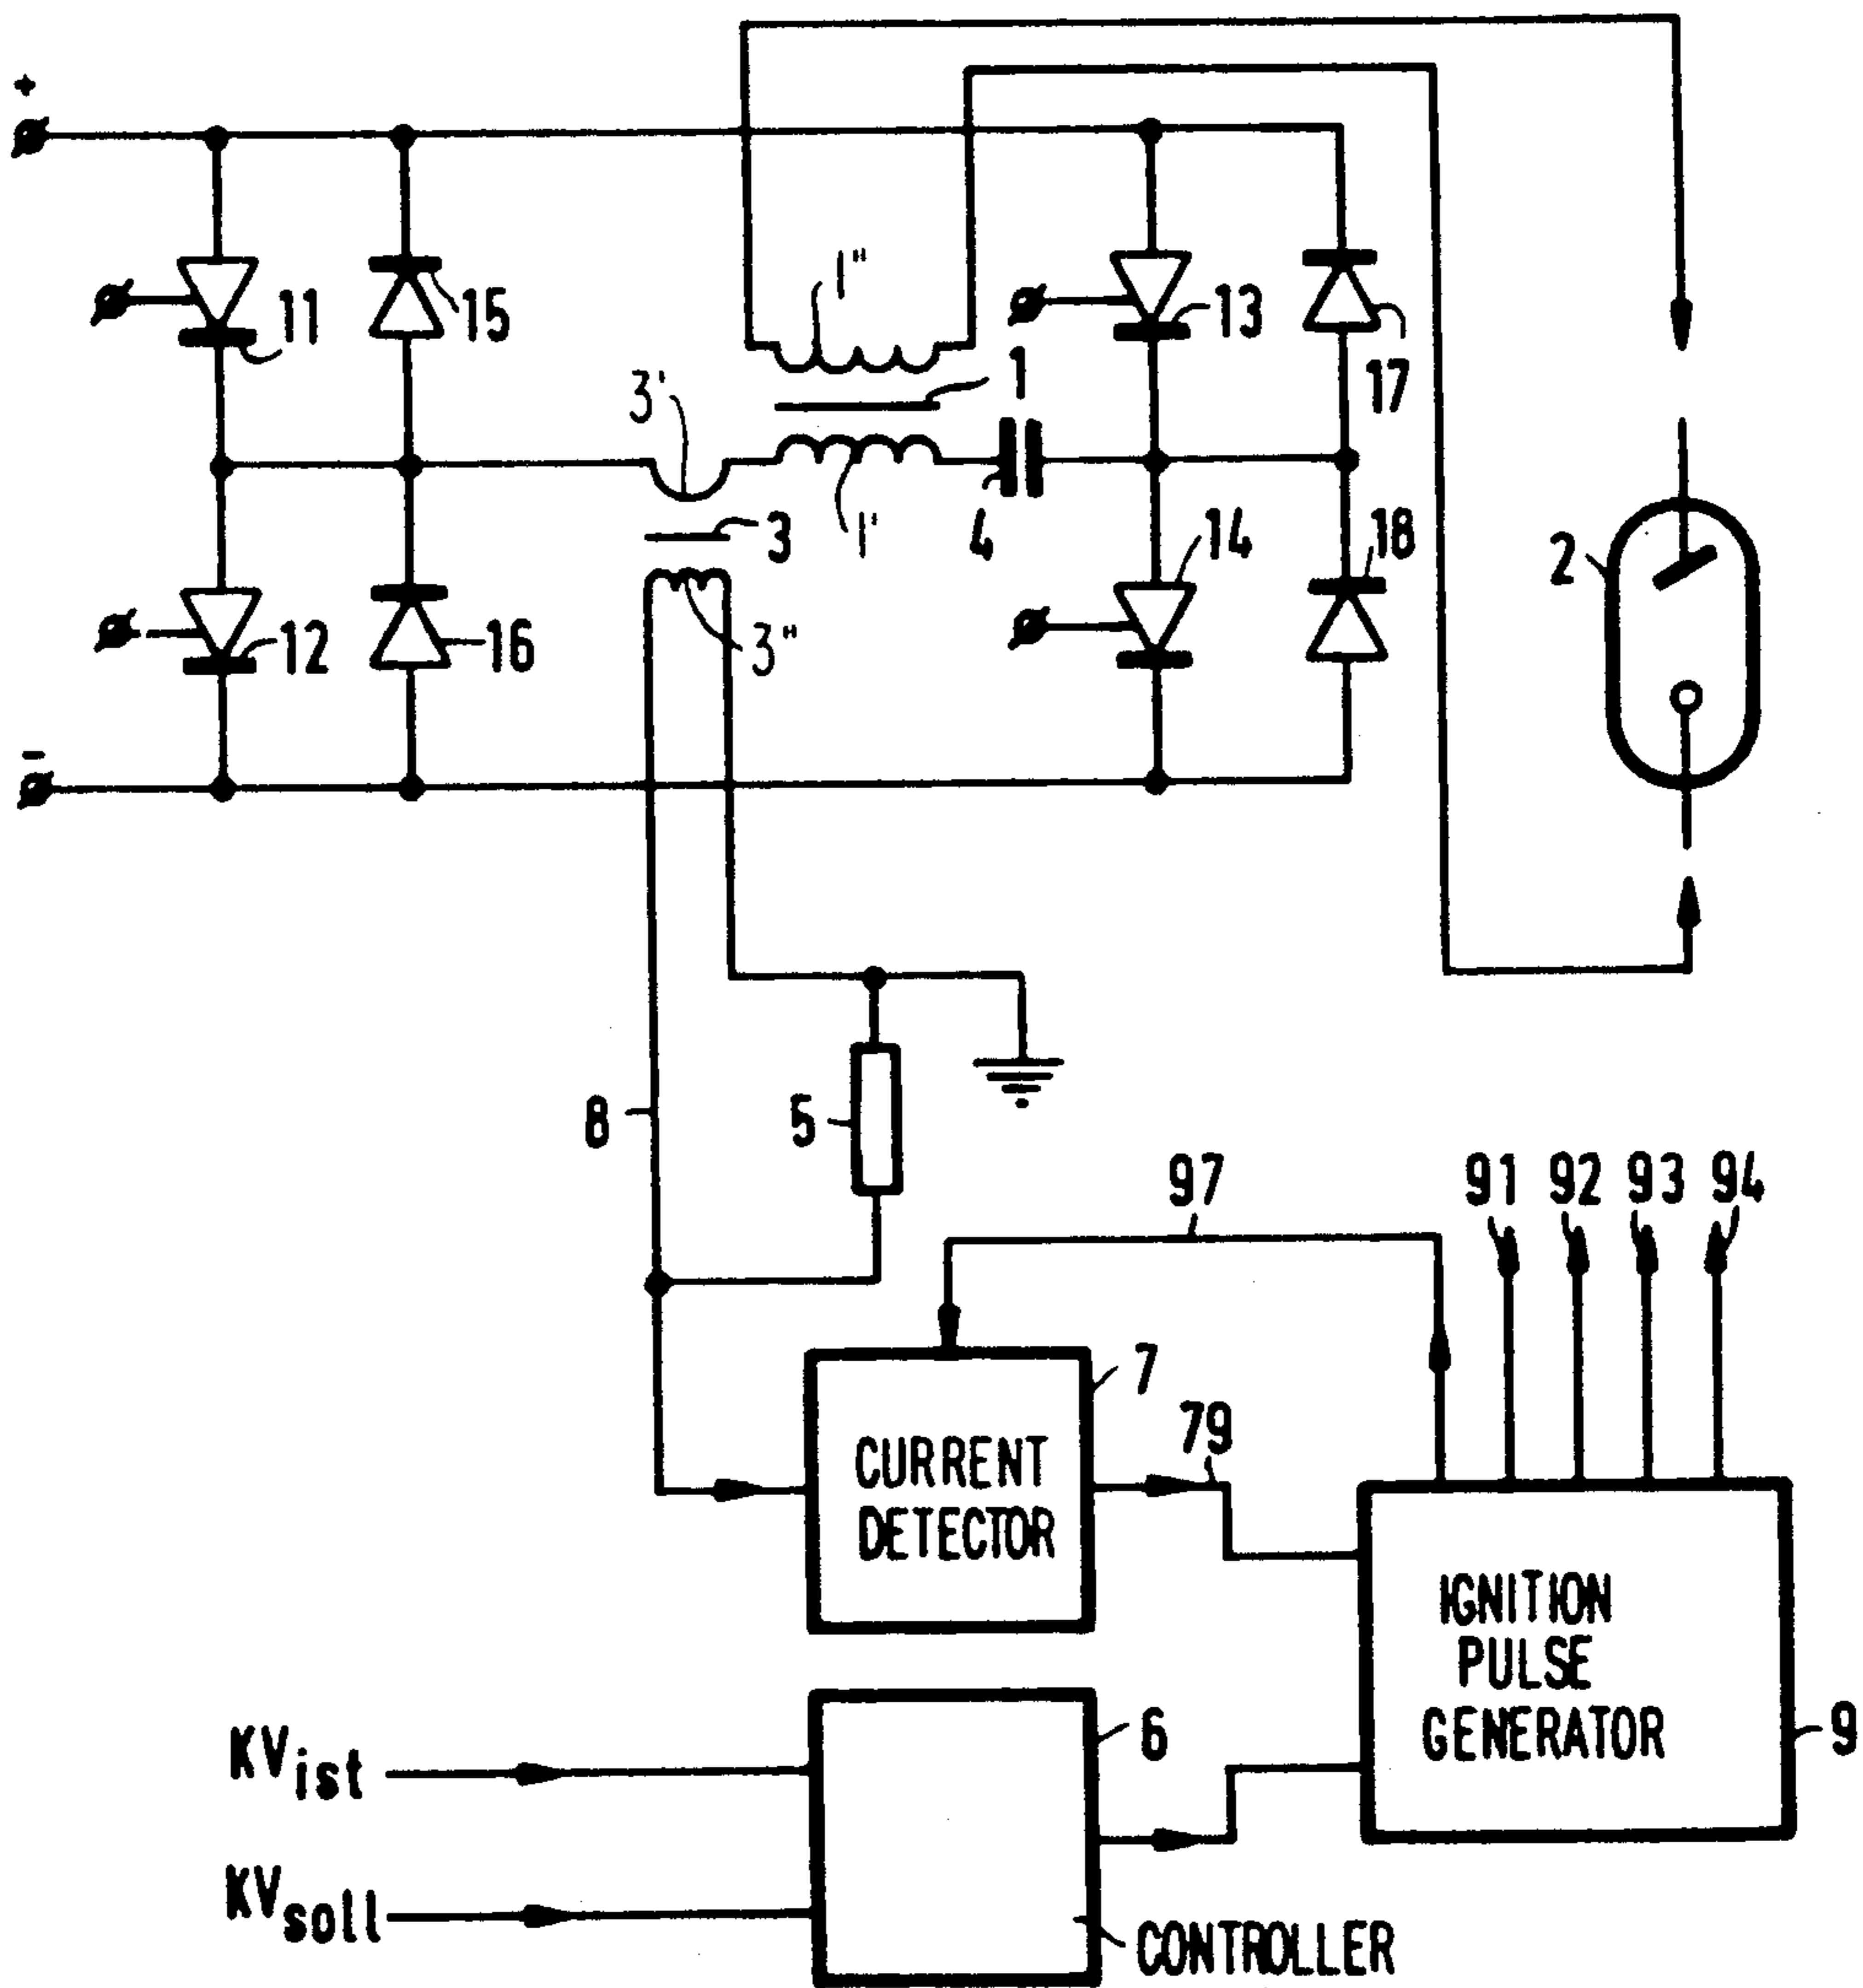 +
1"
11
15
13
17
3'
1
3
1'
4
14
18
2
12
16
3"
-
8
5
97
91 92 93 94
7
79
CURRENT
DETECTOR
IGNITION
PULSE
GENERATOR
9
6
KVist
KVsoll
CONTROLLER